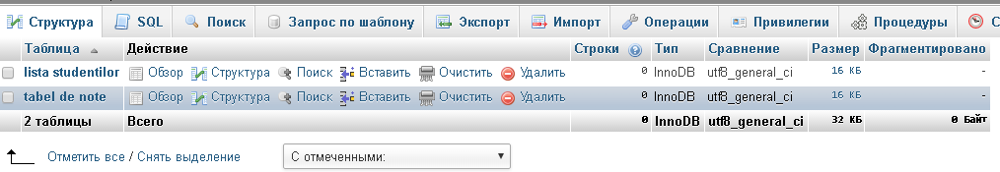 Структура SQL Поиск Запрос по шаблону Экспорт Импорт Операции Привилегии Процедуры
Таблица Действие Строки Тип Сравнение Размер Фрагментировано
lista studentilor Обзор Структура Поиск Вставить Очистить Удалить 0 InnoDB utf8_general_ci 16 КБ -
tabel de note Обзор Структура Поиск Вставить Очистить Удалить 0 InnoDB utf8_general_ci 16 КБ -
2 таблицы Всего 0 InnoDB utf8_general_ci 32 КБ 0 Байт
Отметить все / Снять выделение С отмеченными: